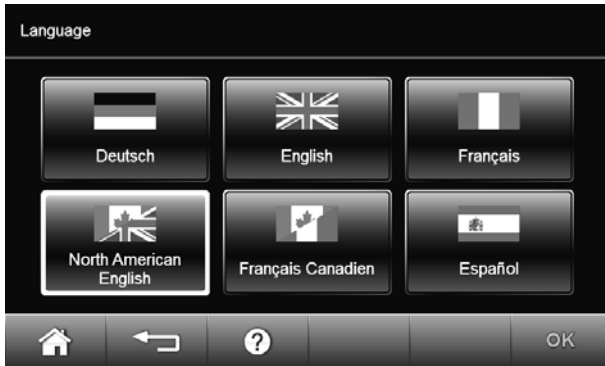 Language
Deutsch
English
Français
North American
English
Français Canadien
Español
?
OK